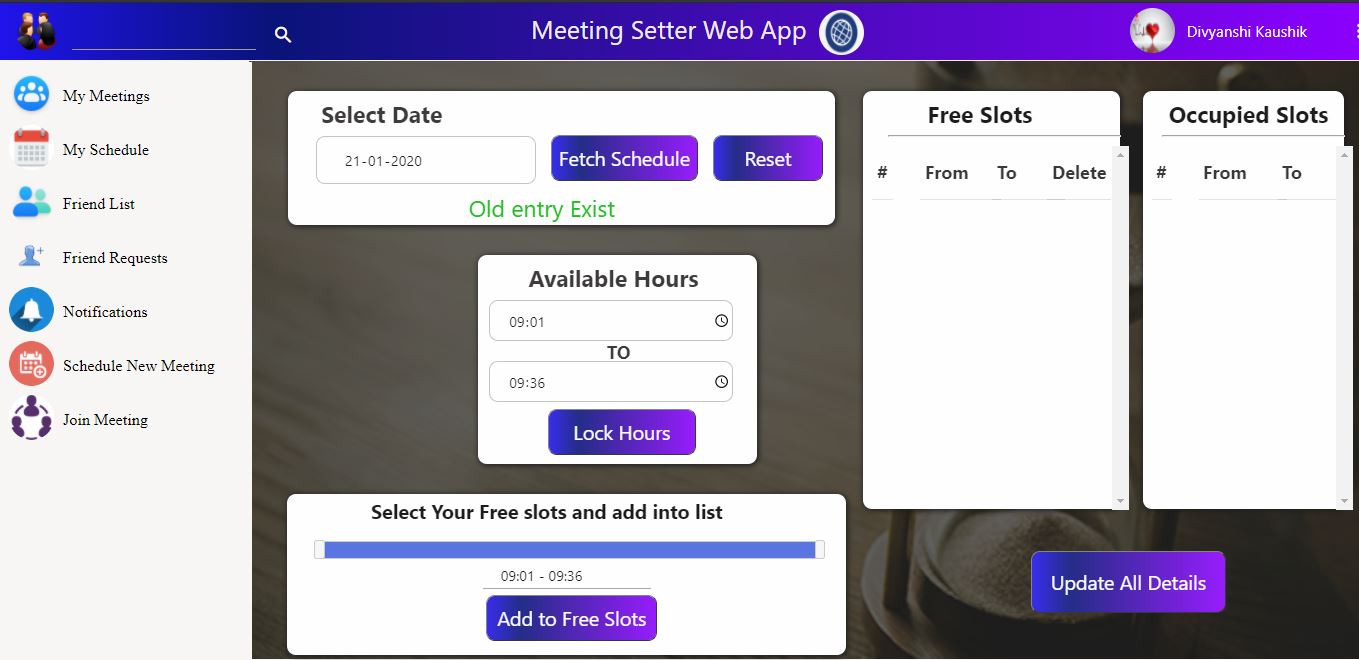 Meeting Setter Web App
Divyanshi Kaushik
My Meetings
My Schedule
Friend List
Friend Requests
Notifications
Schedule New Meeting
Join Meeting
Select Date
21-01-2020 Fetch Schedule Reset
Old entry Exist
Available Hours
09:01
TO
09:36
Lock Hours
Select Your Free slots and add into list
09:01 - 09:36
Add to Free Slots
Free Slots
# From To Delete
Occupied Slots
# From To
Update All Details